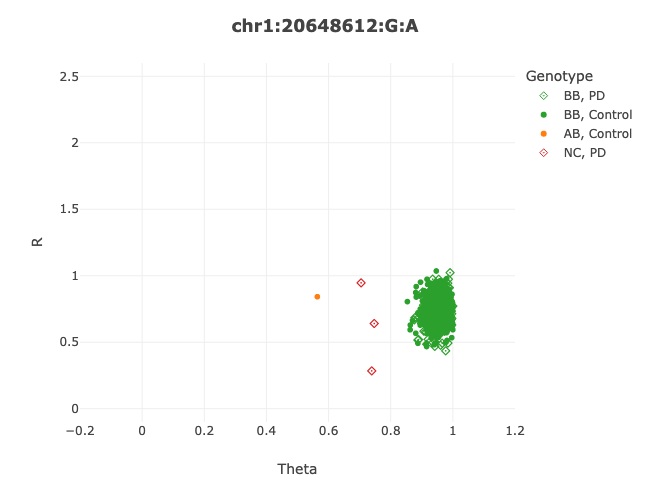 chr1:20648612:G:A
Genotype
BB, PD
BB, Control
AB, Control
NC, PD
2.5
2
1.5
1
0.5
0
R
−0.2 0 0.2 0.4 0.6 0.8 1 1.2
Theta